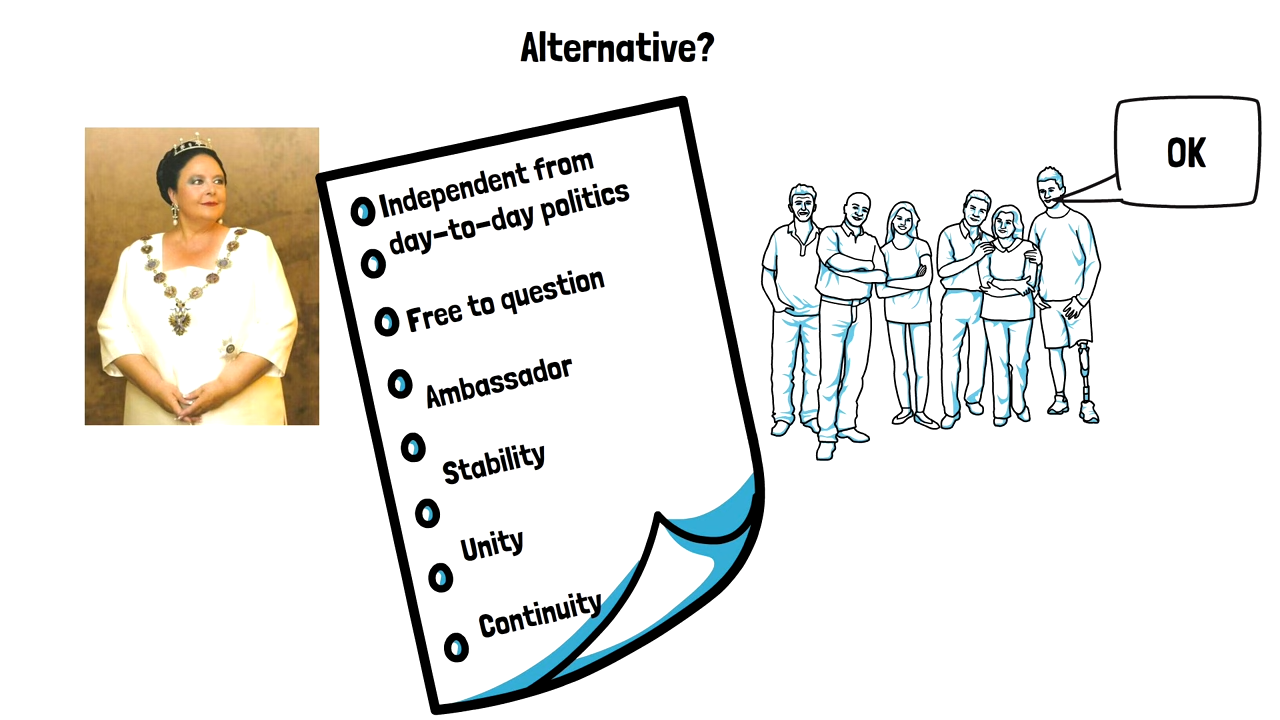 Alternative?
Independent from
day-to-day politics
Free to question
Ambassador
Stability
Unity
Continuity
OK